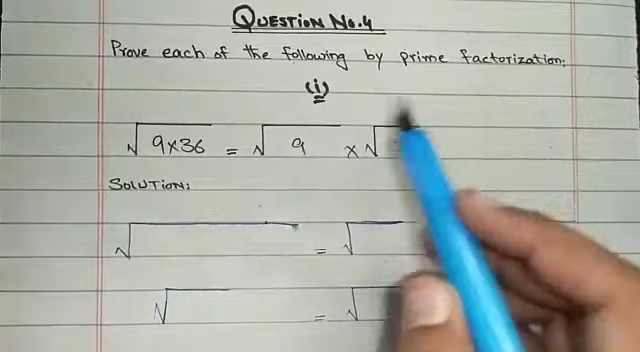 QUESTION No.4
Prove each of the following by prime factorization:
(i)
√9×36 = √9 × √
SOLUTION:
√ = √
√ = √